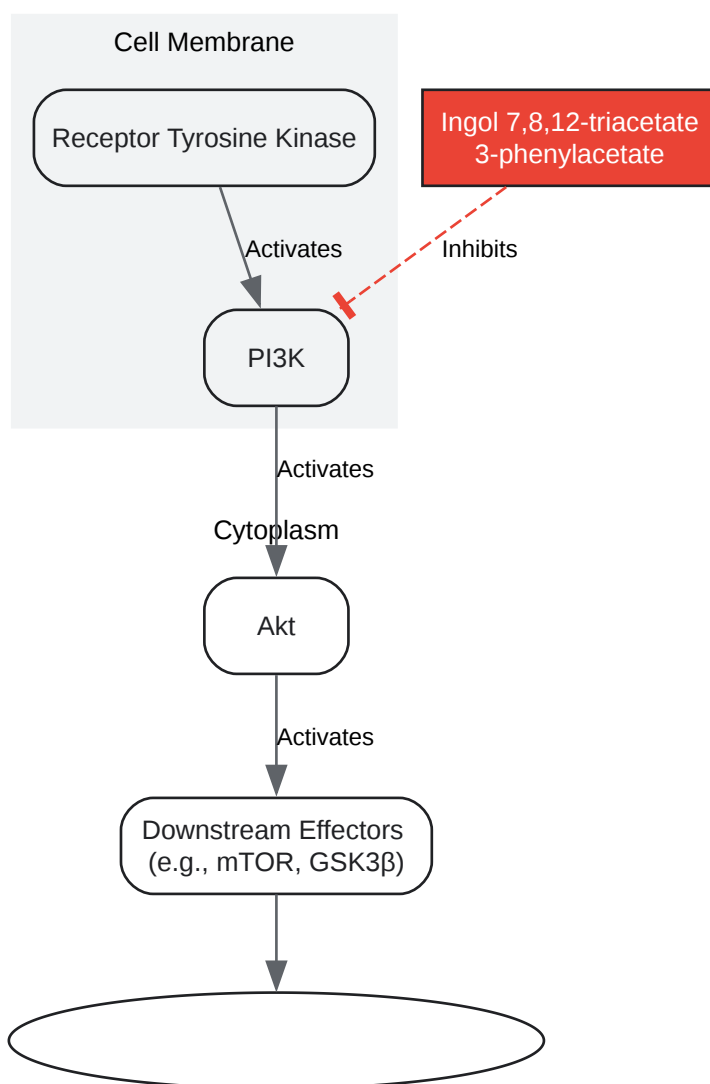 Cell Membrane
Receptor Tyrosine Kinase
Ingol 7,8,12-triacetate
3-phenylacetate
Activates
Inhibits
PI3K
Activates
Cytoplasm
Akt
Activates
Downstream Effectors
(e.g., mTOR, GSK3β)